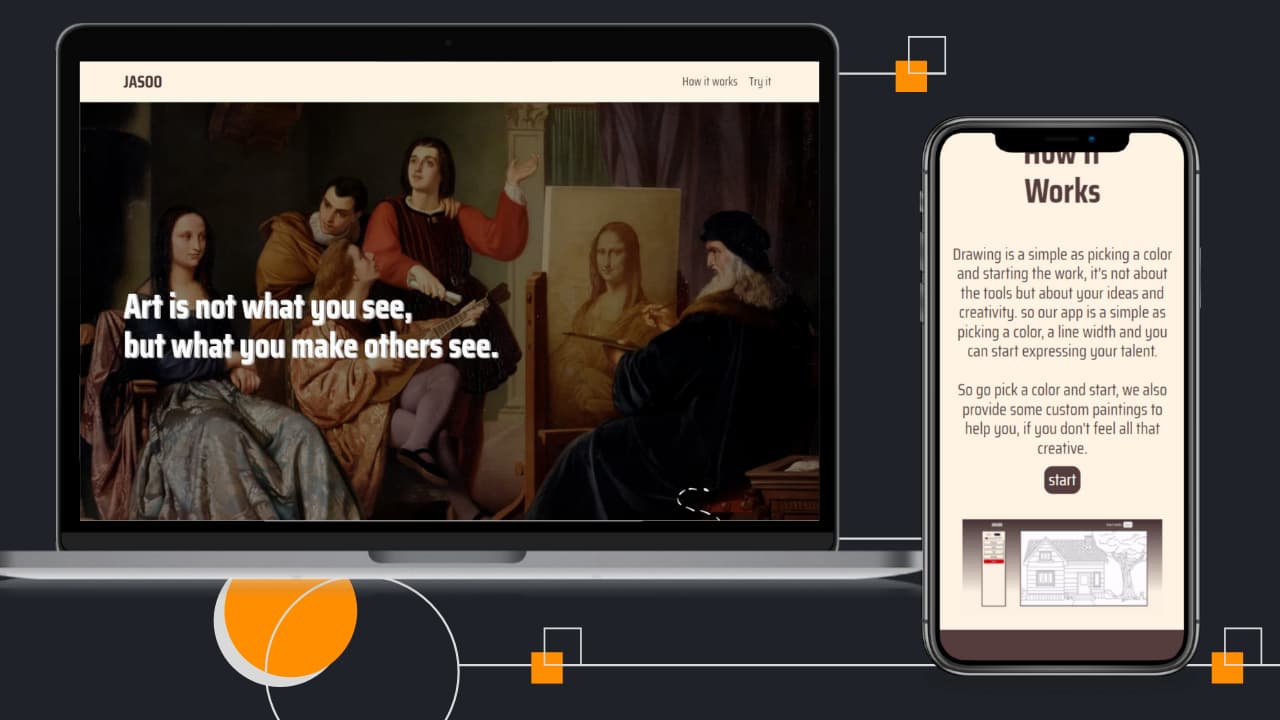 JASOO
How it works Try it
Art is not what you see,
but what you make others see.
How it
Works
Drawing is a simple as picking a color
and starting the work, it's not about
the tools but about your ideas and
creativity. so our app is a simple as
picking a color, a line width and you
can start expressing your talent.
So go pick a color and start, we also
provide some custom paintings to
help you, if you don't feel all that
creative.
start